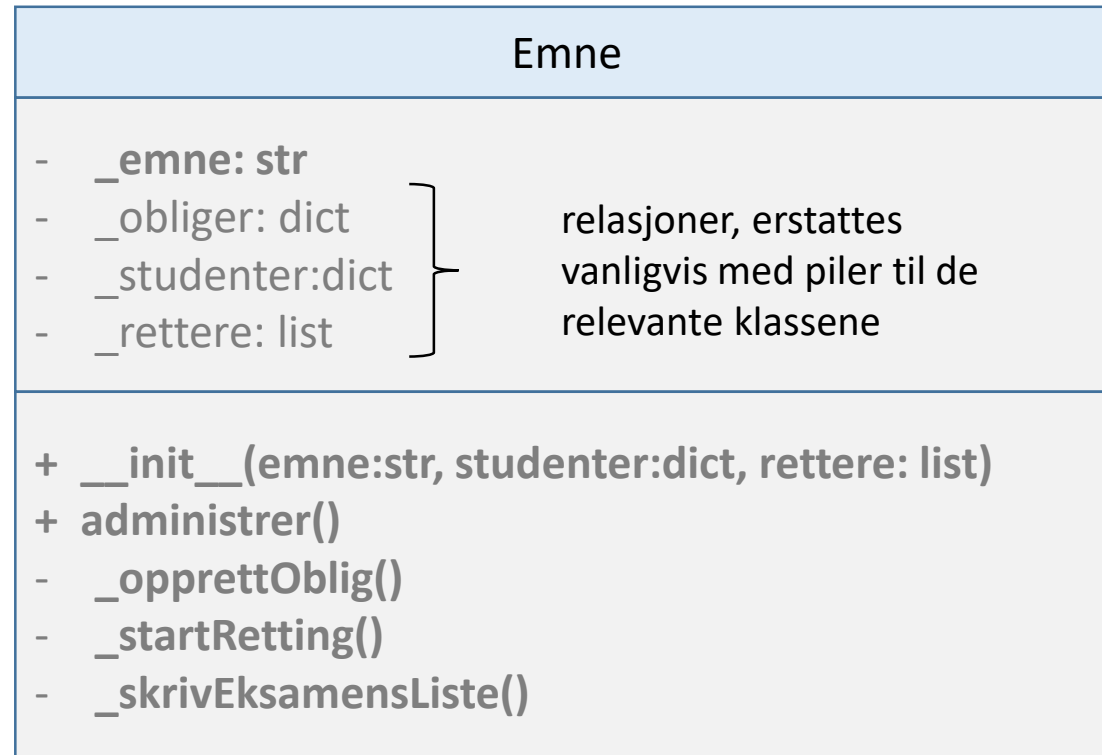 Emne
- _emne: str
- _obliger: dict
- _studenter:dict
- _rettere: list
relasjoner, erstattes
vanligvis med piler til de
relevante klassene
+ __init__(emne:str, studenter:dict, rettere: list)
+ administrer()
- _opprettOblig()
- _startRetting()
- _skrivEksamensListe()